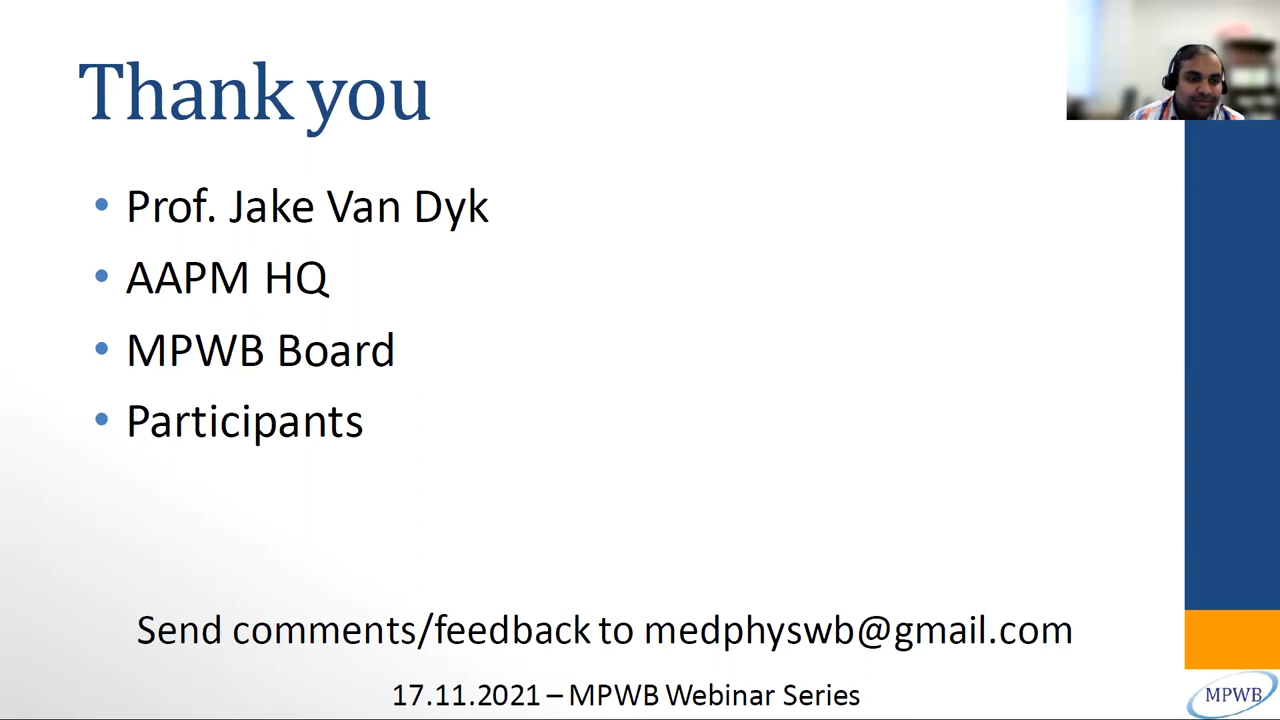 Thank you
• Prof. Jake Van Dyk
• AAPM HQ
• MPWB Board
• Participants
Send comments/feedback to medphyswb@gmail.com
17.11.2021 – MPWB Webinar Series
MPWB